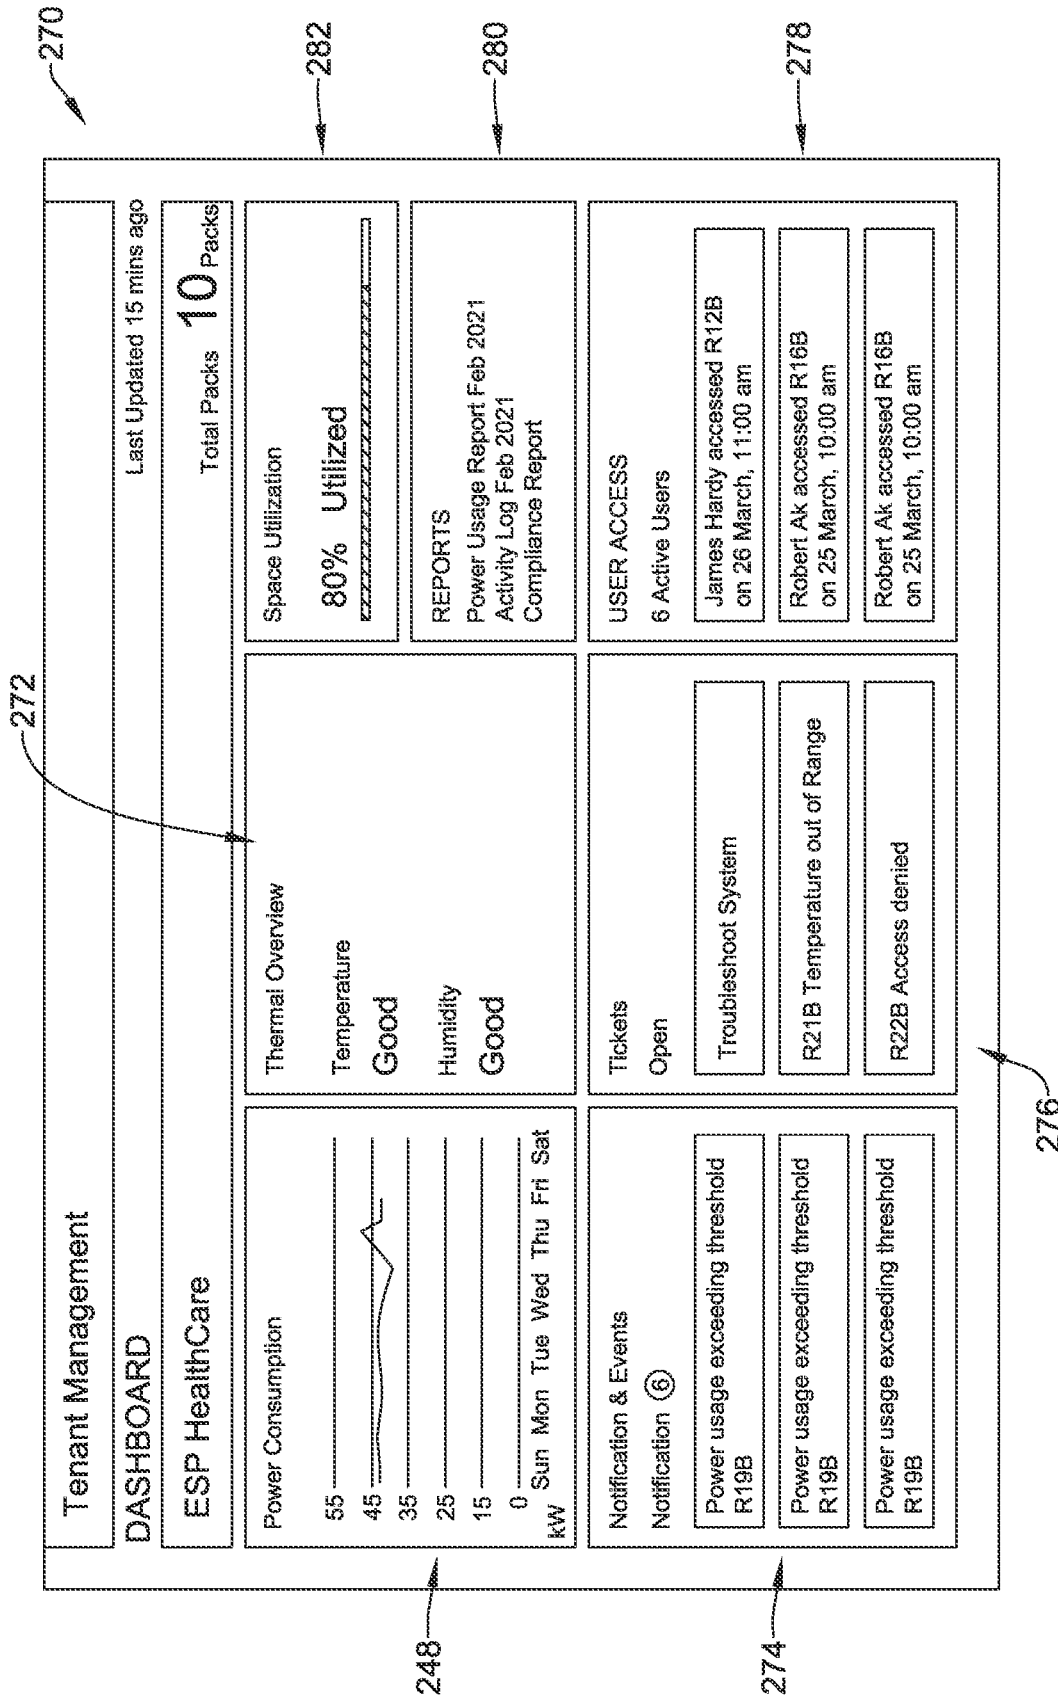 270
Tenant Management
DASHBOARD
Last Updated 15 mins ago
ESP HealthCare
Total Packs 10 Packs
272
282
280
278
248
274
276
Power Consumption
55
45
35
25
15
0
kW
Sun Mon Tue Wed Thu Fri Sat
Thermal Overview
Temperature
Good
Humidity
Good
Space Utilization
80% Utilized
REPORTS
Power Usage Report Feb 2021
Activity Log Feb 2021
Compliance Report
Notification & Events
Notification 6
Power usage exceeding threshold
R19B
Power usage exceeding threshold
R19B
Power usage exceeding threshold
R19B
Tickets
Open
Troubleshoot System
R21B Temperature out of Range
R22B Access denied
USER ACCESS
6 Active Users
James Hardy accessed R12B
on 26 March, 11:00 am
Robert Ak accessed R16B
on 25 March, 10:00 am
Robert Ak accessed R16B
on 25 March, 10:00 am